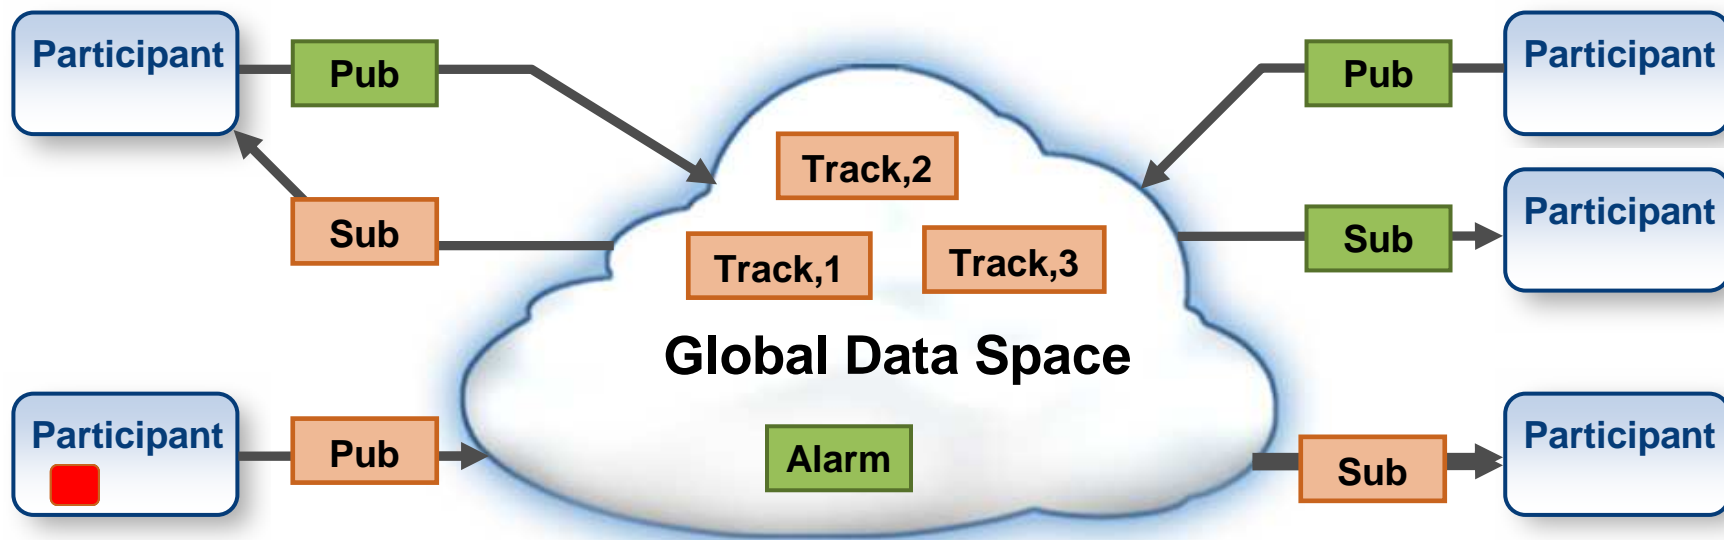 Participant
Pub
Pub
Participant
Track,2
Sub
Sub
Participant
Track,1
Track,3
Global Data Space
Participant
Pub
Alarm
Sub
Participant